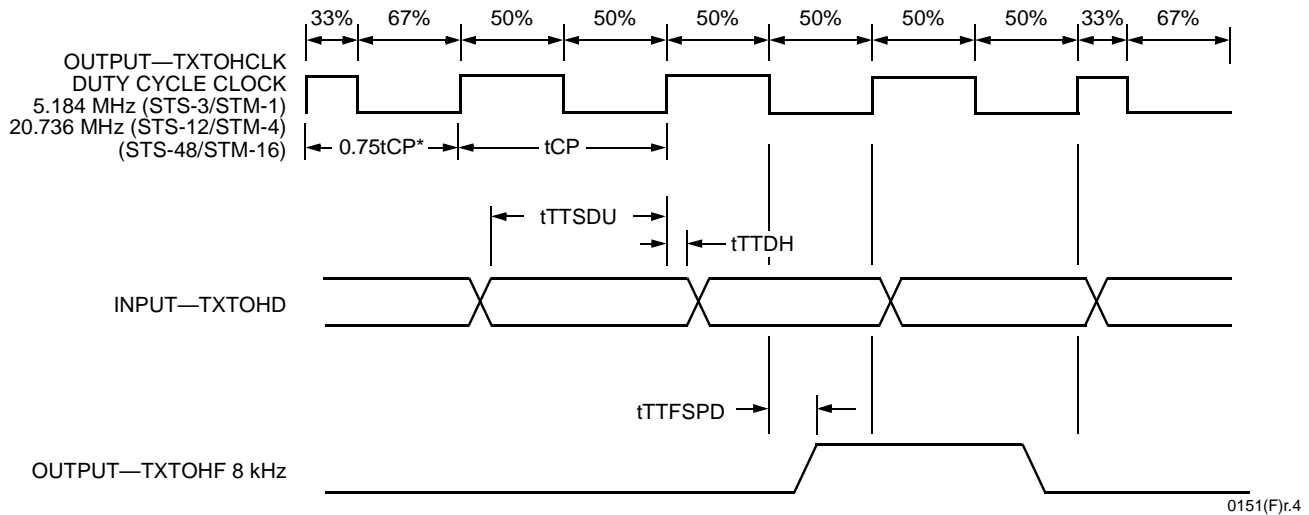 33% 67% 50% 50% 50% 50% 50% 50% 33% 67%
OUTPUT—TXTOHCLK
DUTY CYCLE CLOCK
5.184 MHz (STS-3/STM-1)
20.736 MHz (STS-12/STM-4)
(STS-48/STM-16)
0.75tCP* tCP
tTTSDU
tTTDH
INPUT—TXTOHD
tTTFSPD
OUTPUT—TXTOHF 8 kHz
0151(F)r.4